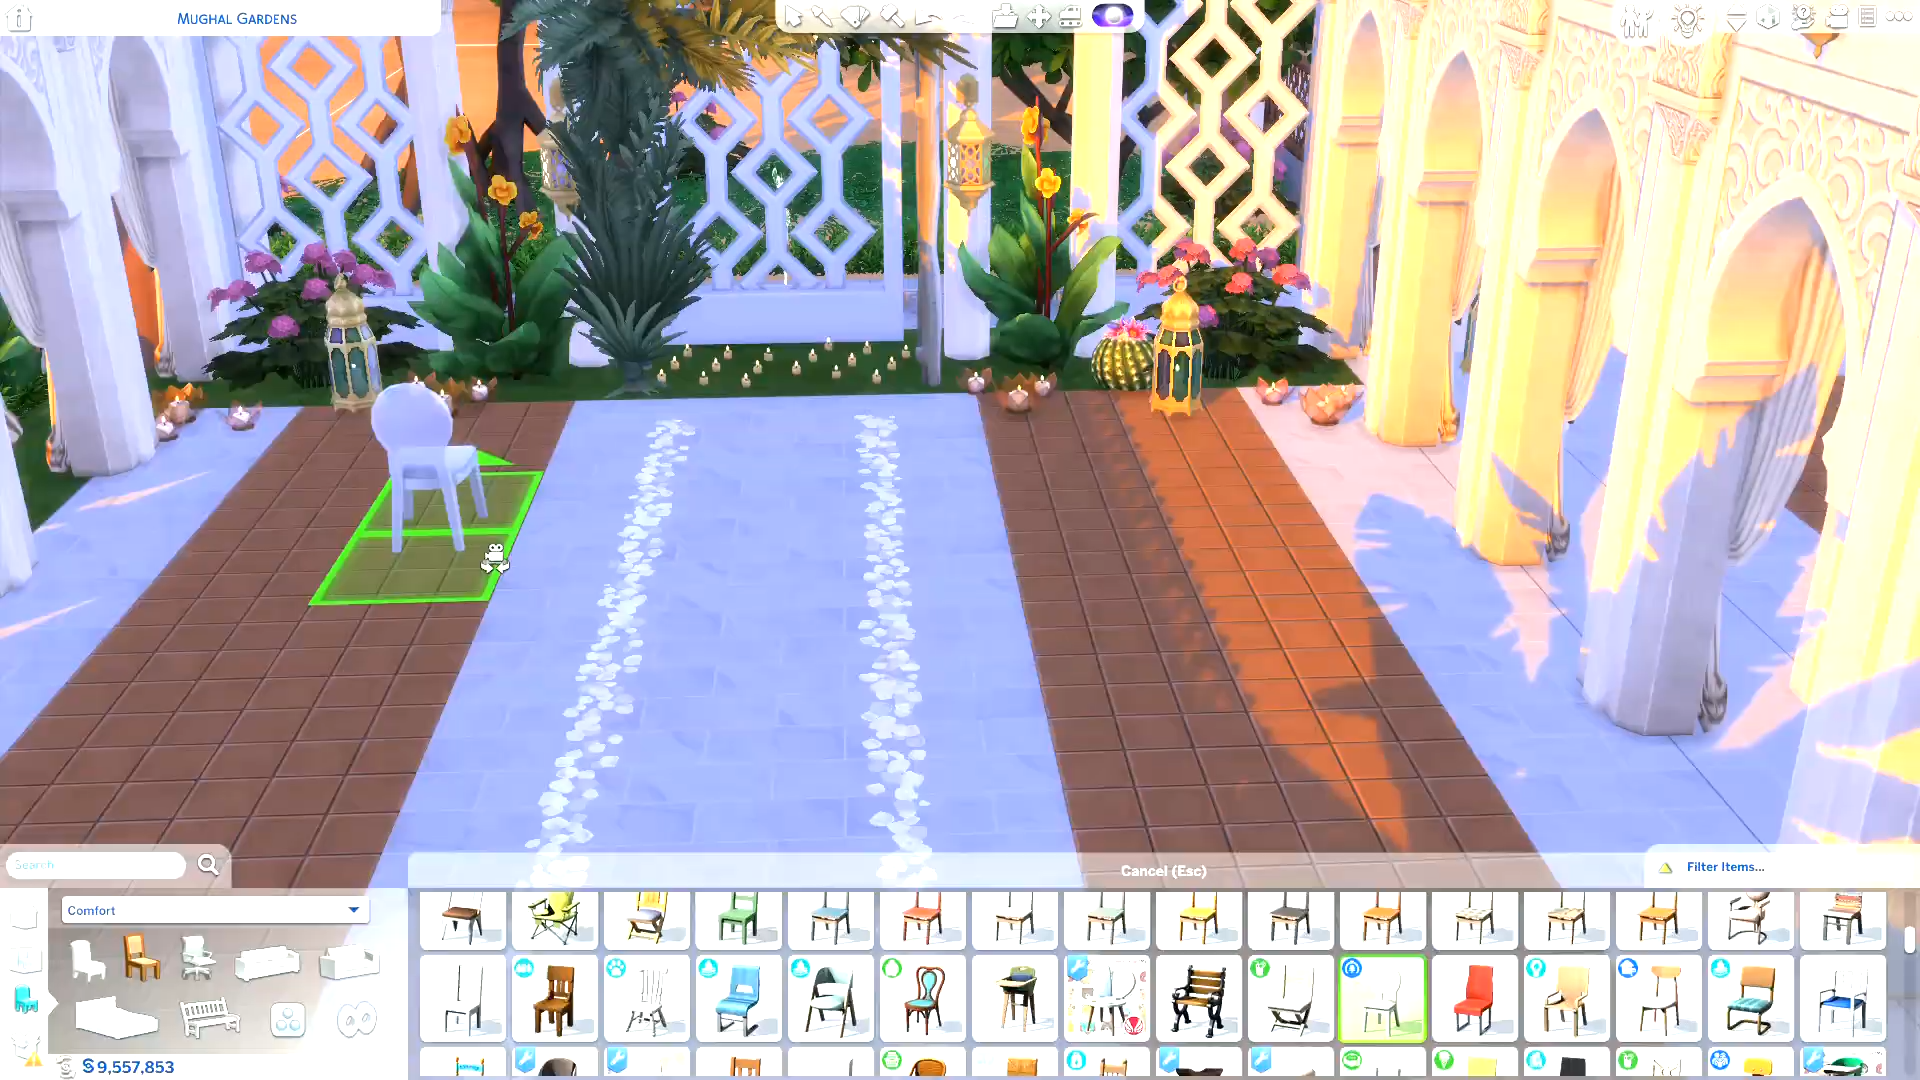 Mughal Gardens
Search
Cancel (Esc)
Filter Items...
Comfort
§9,557,853